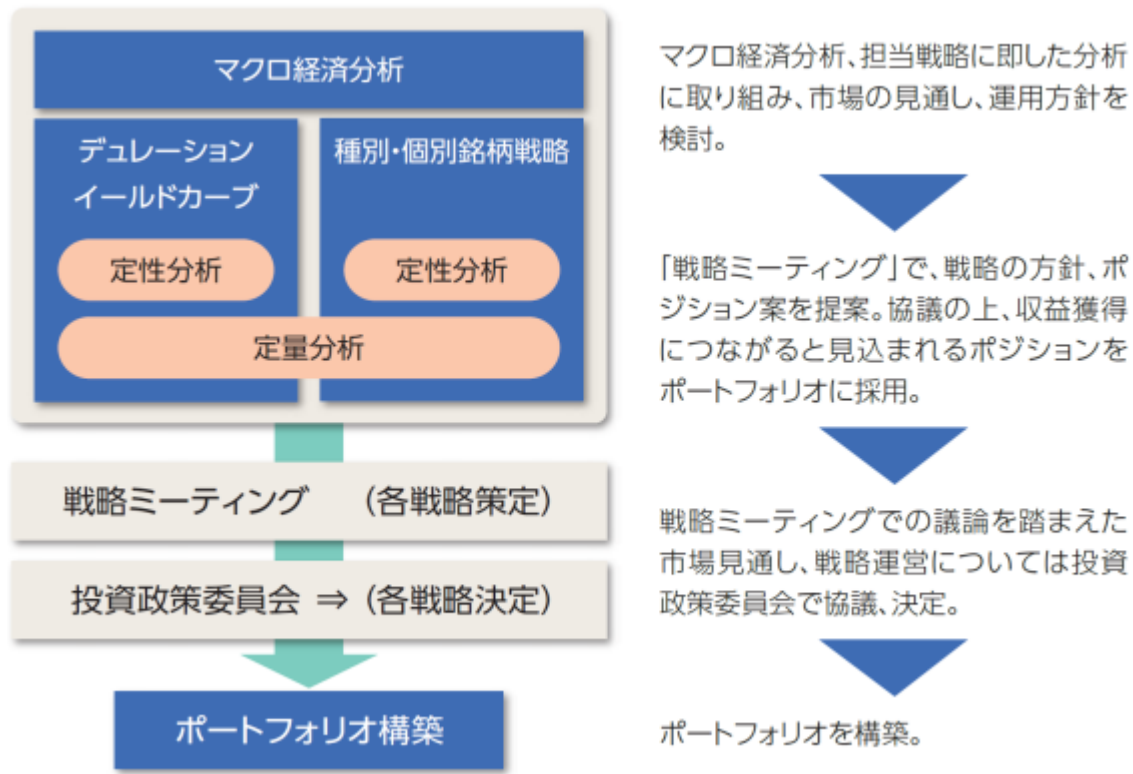 マクロ経済分析
デュレーション
イールドカーブ
種別・個別銘柄戦略
定性分析
定性分析
定量分析
戦略ミーティング （各戦略策定）
投資政策委員会 ⇒ （各戦略決定）
ポートフォリオ構築
マクロ経済分析、担当戦略に即した分析
に取り組み、市場の見通し、運用方針を
検討。
「戦略ミーティング」で、戦略の方針、ポ
ジション案を提案。協議の上、収益獲得
につながると見込まれるポジションを
ポートフォリオに採用。
戦略ミーティングでの議論を踏まえた
市場見通し、戦略運営については投資
政策委員会で協議、決定。
ポートフォリオを構築。